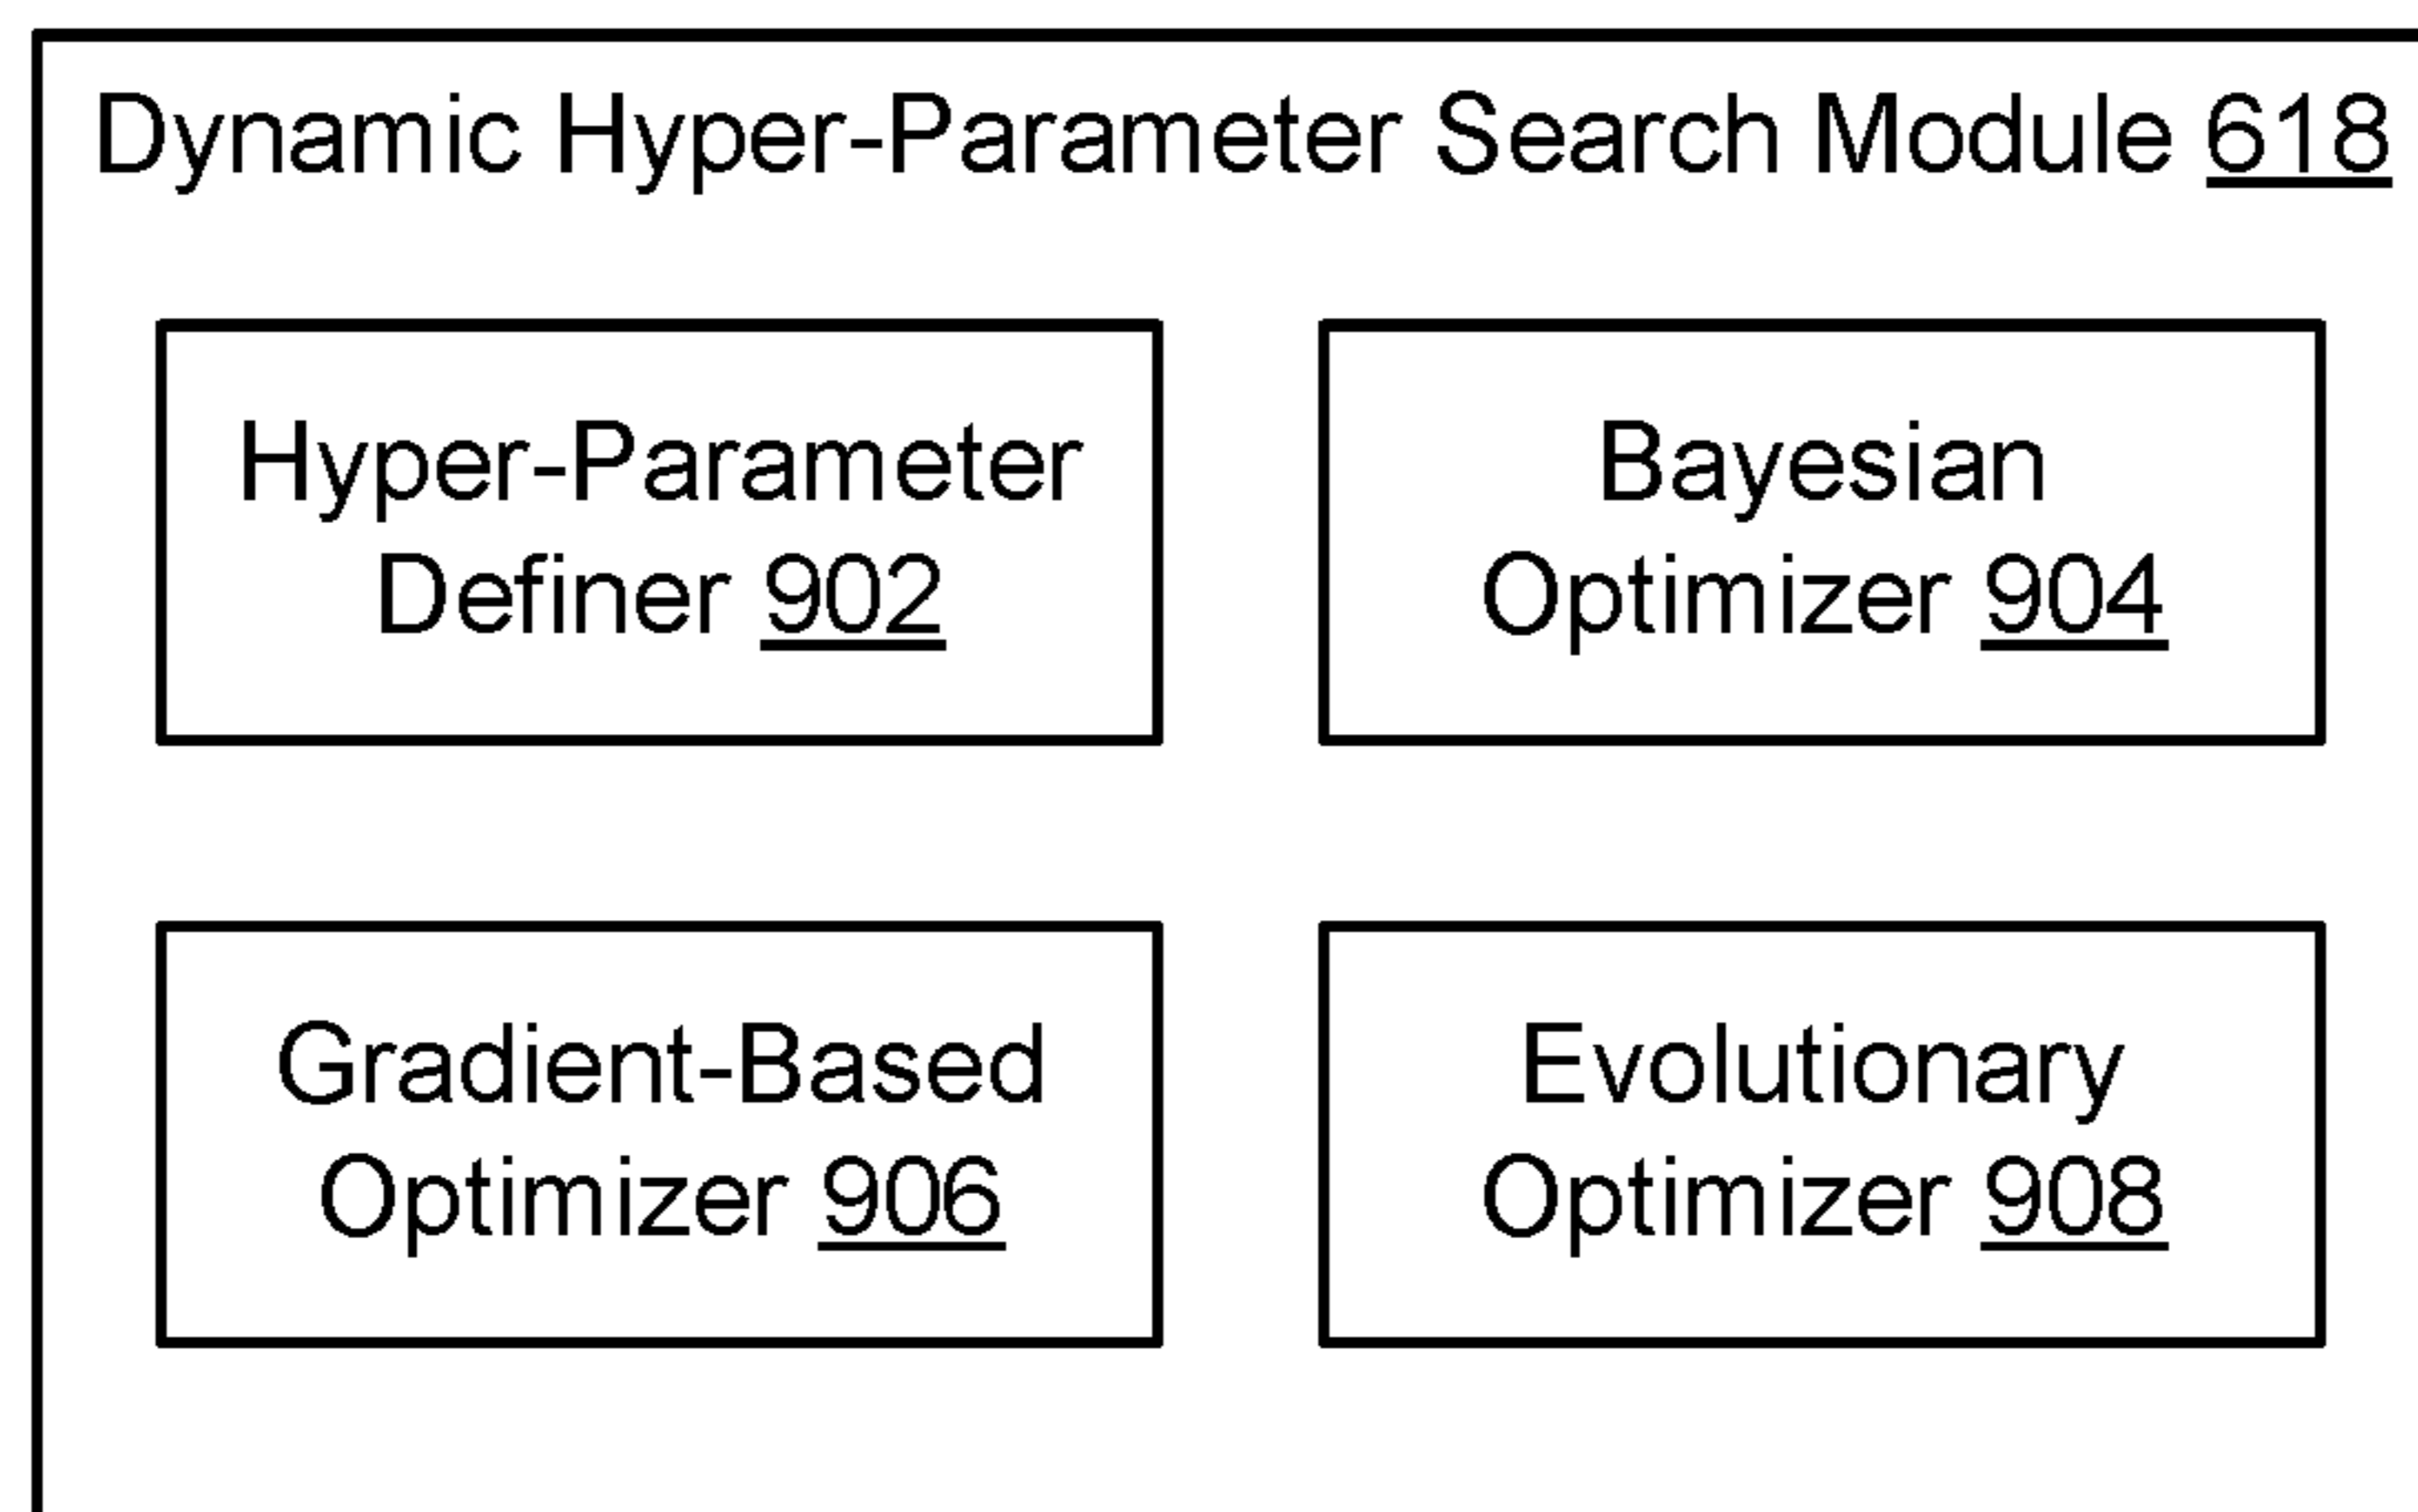 Dynamic Hyper-Parameter Search Module 618
Hyper-Parameter
Definer 902
Bayesian
Optimizer 904
Gradient-Based
Optimizer 906
Evolutionary
Optimizer 908